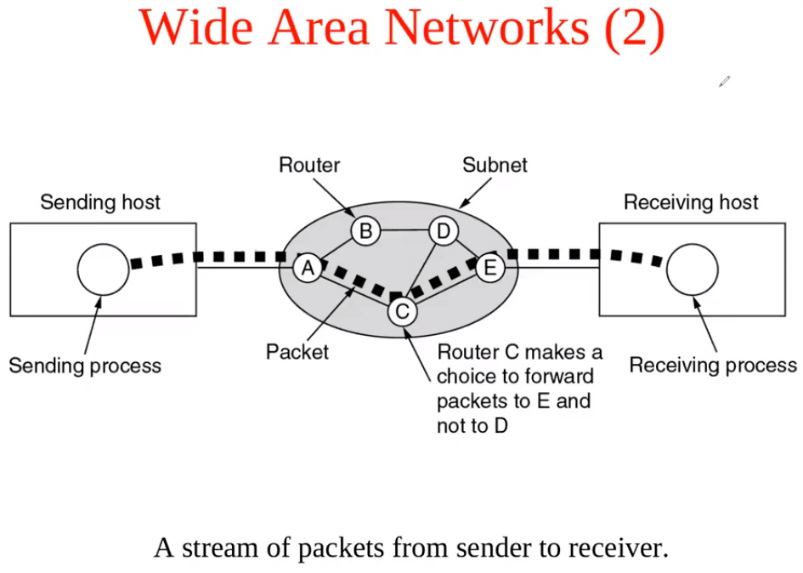 Wide Area Networks (2)
Router
Subnet
Sending host
Receiving host
B
D
A
E
C
Packet
Sending process
Router C makes a
choice to forward
packets to E and
not to D
Receiving process
A stream of packets from sender to receiver.